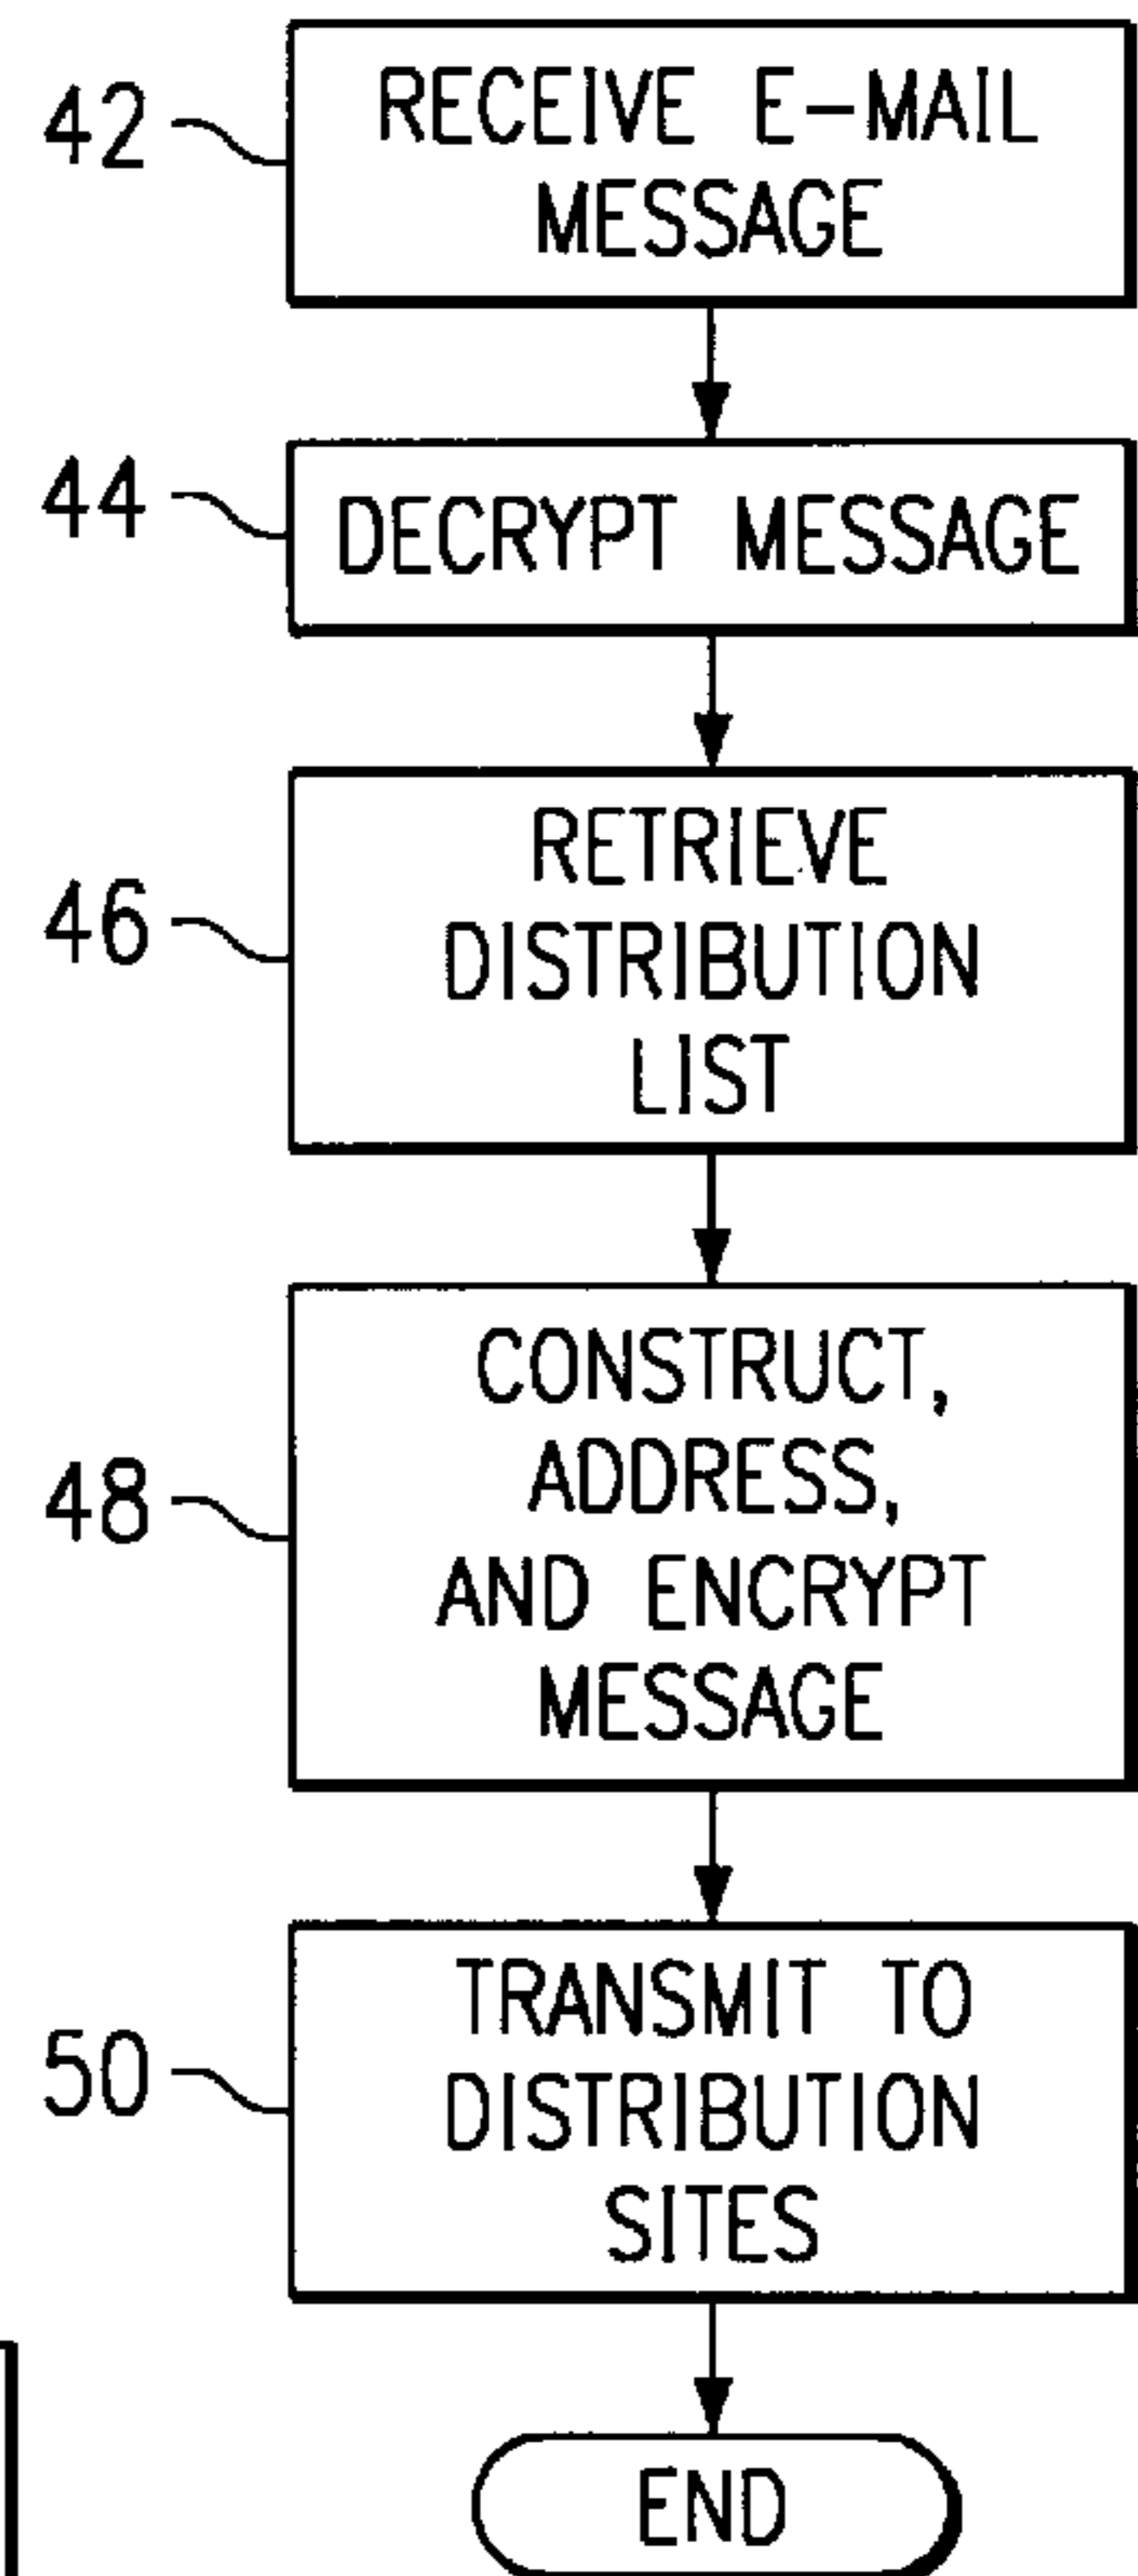 42
RECEIVE E-MAIL
MESSAGE
44
DECRYPT MESSAGE
46
RETRIEVE
DISTRIBUTION
LIST
48
CONSTRUCT,
ADDRESS,
AND ENCRYPT
MESSAGE
50
TRANSMIT TO
DISTRIBUTION
SITES
END